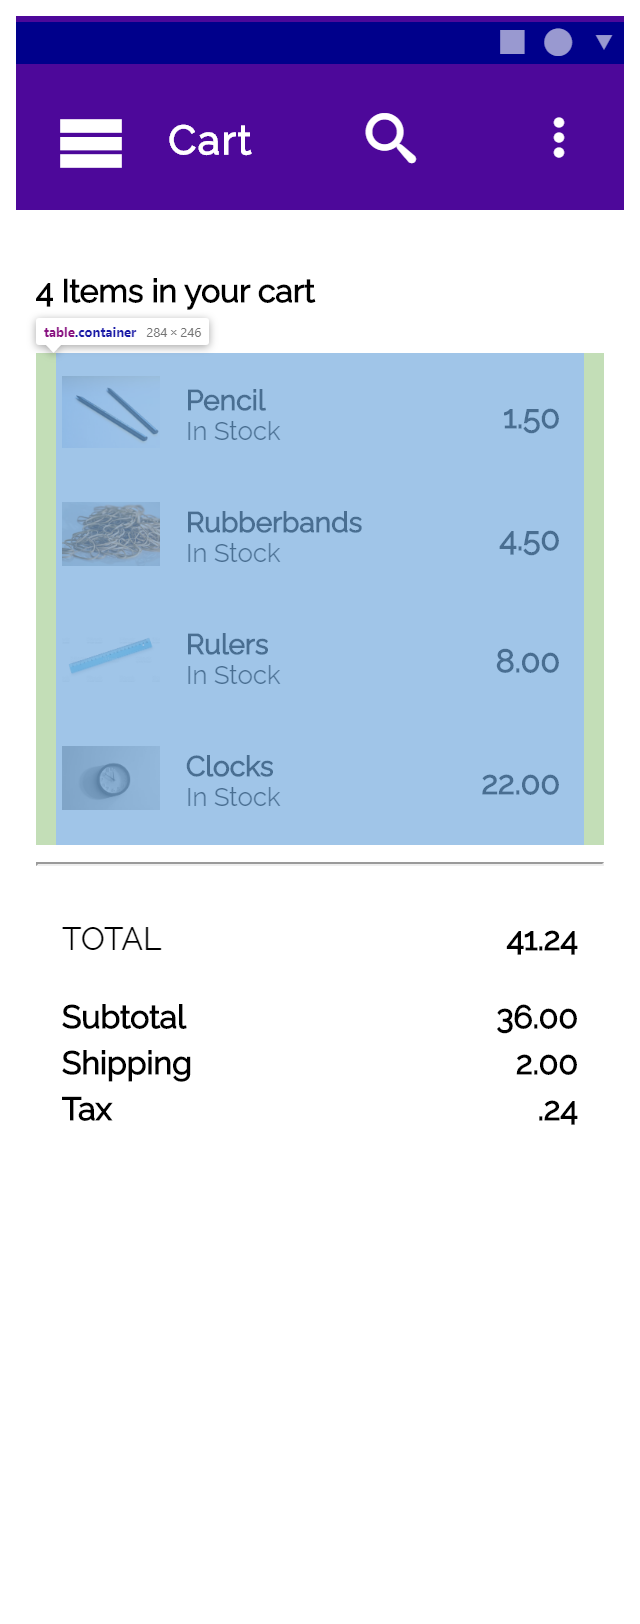 Cart
4 Items in your cart
table.container 284 × 246
Pencil
In Stock
1.50
Rubberbands
In Stock
4.50
Rulers
In Stock
8.00
Clocks
In Stock
22.00
TOTAL 41.24
Subtotal 36.00
Shipping 2.00
Tax .24